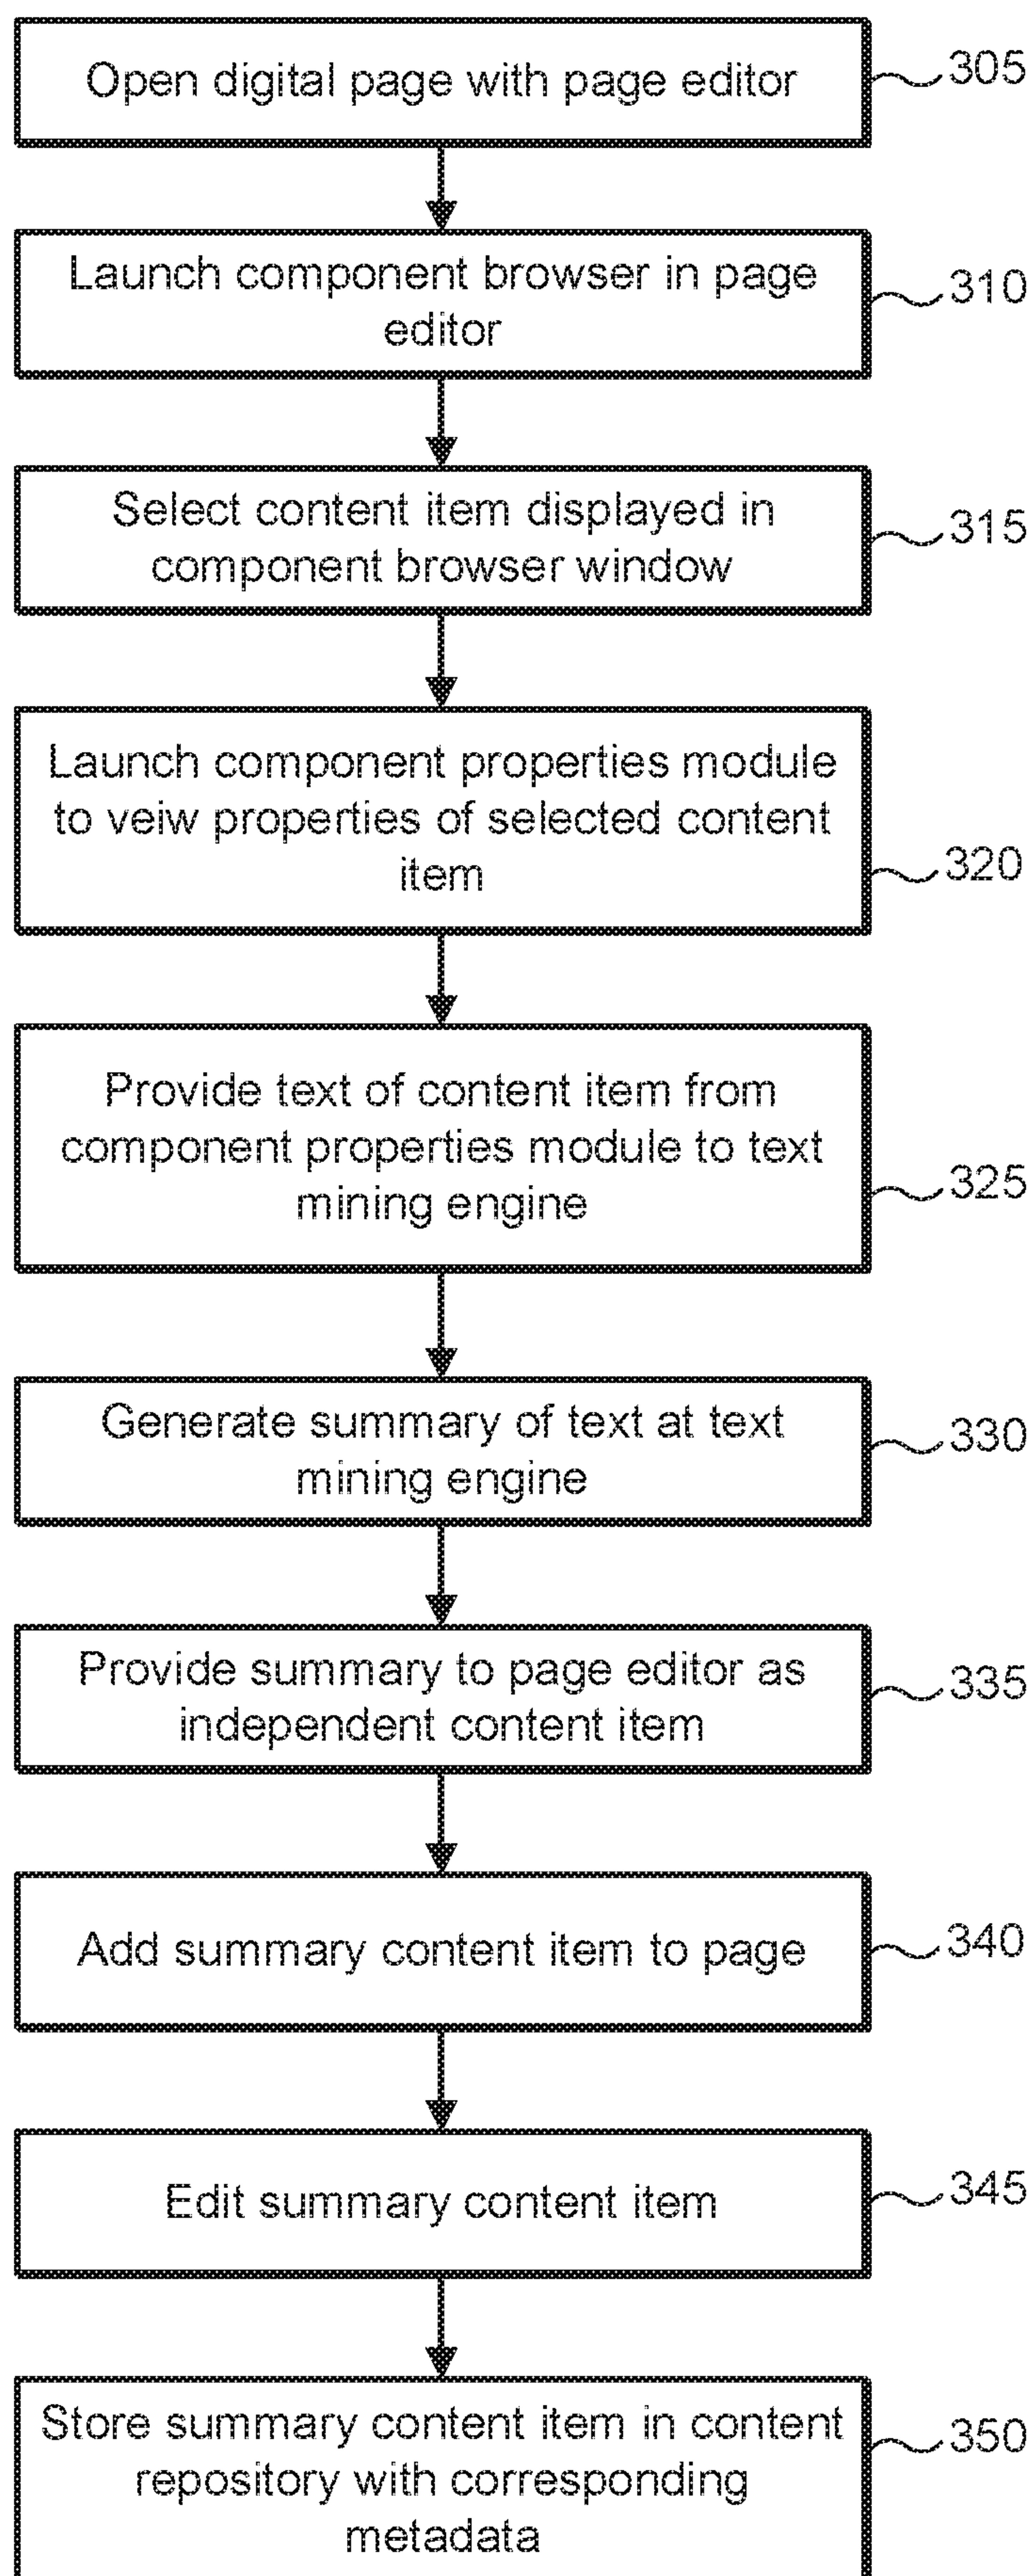 Open digital page with page editor
305
Launch component browser in page
editor
310
Select content item displayed in
component browser window
315
Launch component properties module
to veiw properties of selected content
item
320
Provide text of content item from
component properties module to text
mining engine
325
Generate summary of text at text
mining engine
330
Provide summary to page editor as
independent content item
335
Add summary content item to page
340
Edit summary content item
345
Store summary content item in content
repository with corresponding
metadata
350